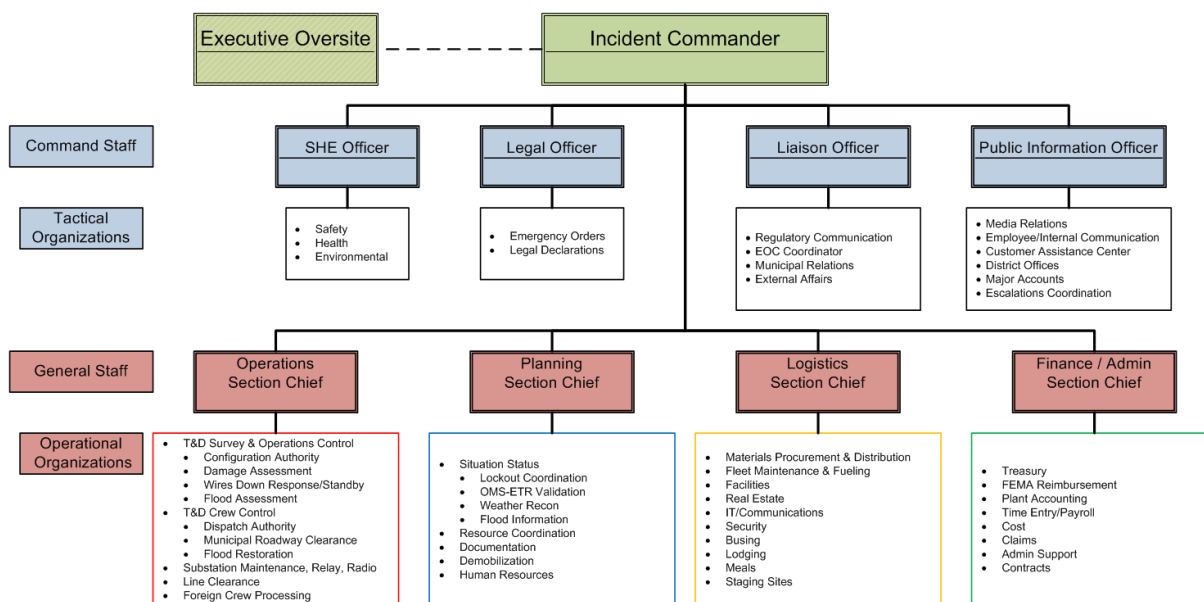 Executive Oversite
Incident Commander
Command Staff
SHE Officer
Legal Officer
Liaison Officer
Public Information Officer
Tactical
Organizations
• Safety
• Health
• Environmental
• Emergency Orders
• Legal Declarations
• Regulatory Communication
• EOC Coordinator
• Municipal Relations
• External Affairs
• Media Relations
• Employee/Internal Communication
• Customer Assistance Center
• District Offices
• Major Accounts
• Escalations Coordination
General Staff
Operations
Section Chief
Planning
Section Chief
Logistics
Section Chief
Finance / Admin
Section Chief
Operational
Organizations
• T&D Survey & Operations Control
• Configuration Authority
• Damage Assessment
• Wires Down Response/Standby
• Flood Assessment
• T&D Crew Control
• Dispatch Authority
• Municipal Roadway Clearance
• Flood Restoration
• Substation Maintenance, Relay, Radio
• Line Clearance
• Foreign Crew Processing
• Situation Status
• Lockout Coordination
• OMS-ETR Validation
• Weather Recon
• Flood Information
• Resource Coordination
• Documentation
• Demobilization
• Human Resources
• Materials Procurement & Distribution
• Fleet Maintenance & Fueling
• Facilities
• Real Estate
• IT/Communications
• Security
• Busing
• Lodging
• Meals
• Staging Sites
• Treasury
• FEMA Reimbursement
• Plant Accounting
• Time Entry/Payroll
• Cost
• Claims
• Admin Support
• Contracts